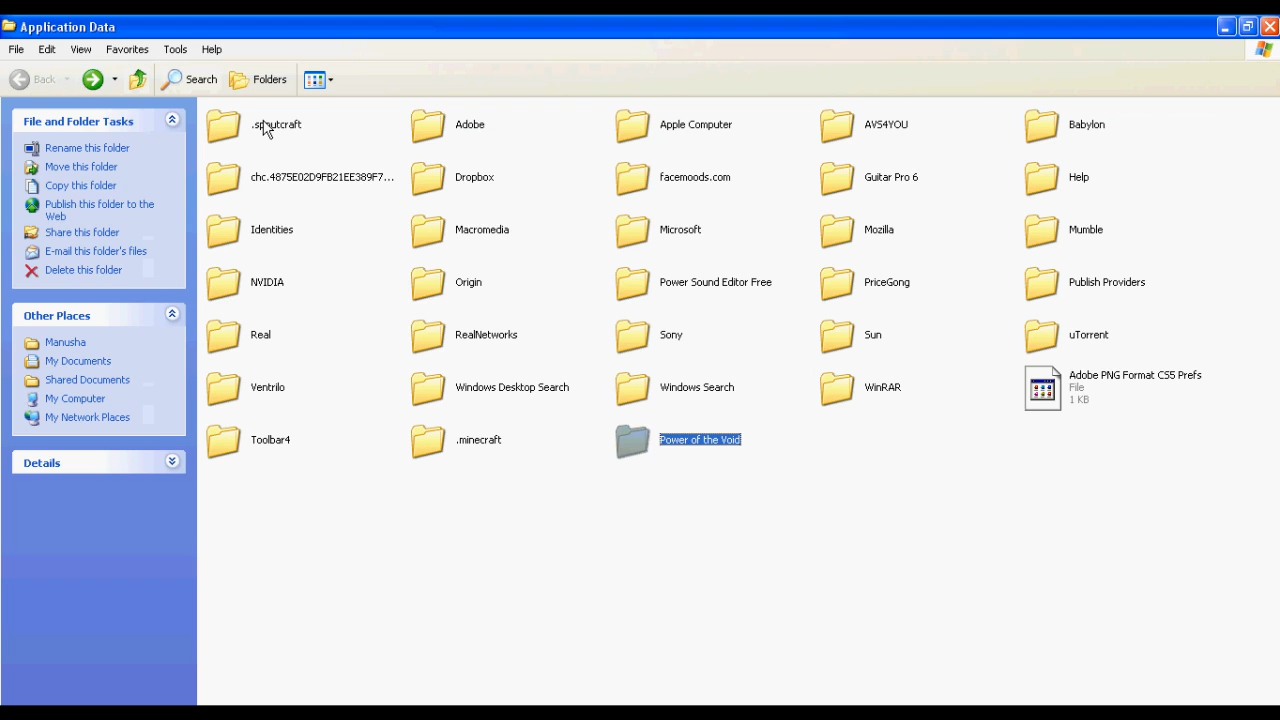 Application Data
File Edit View Favorites Tools Help
Back Search Folders
File and Folder Tasks
Rename this folder
Move this folder
Copy this folder
Publish this folder to the
Web
Share this folder
E-mail this folder's files
Delete this folder
Other Places
Manusha
My Documents
Shared Documents
My Computer
My Network Places
Details
.spoutcraft Adobe Apple Computer AVS4YOU Babylon
chc.4875E02D9FB21EE389F7... Dropbox facemoods.com Guitar Pro 6 Help
Identities Macromedia Microsoft Mozilla Mumble
NVIDIA Origin Power Sound Editor Free PriceGong Publish Providers
Real RealNetworks Sony Sun uTorrent
Ventrilo Windows Desktop Search Windows Search WinRAR Adobe PNG Format CS5 Prefs
File
1 KB
Toolbar4 .minecraft Power of the Void